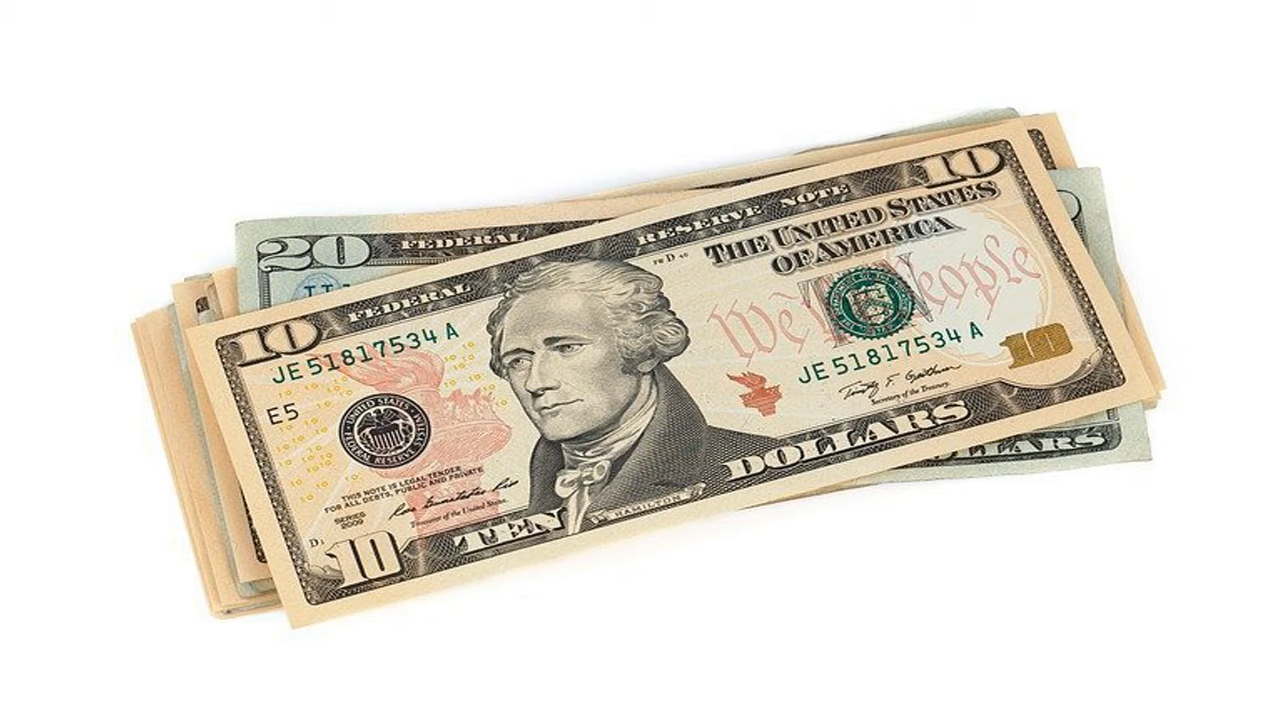 20 FEDERAL
10 FEDERAL RESERVE NOTE 10
THE UNITED STATES
OF AMERICA
JE 51817534 A
E5
We The People
JE 51817534 A
10
Secretary of the Treasury.
THIS NOTE IS LEGAL TENDER
FOR ALL DEBTS, PUBLIC AND PRIVATE
Treasurer of the United States.
SERIES
2009
HAMILTON
10 TEN DOLLARS